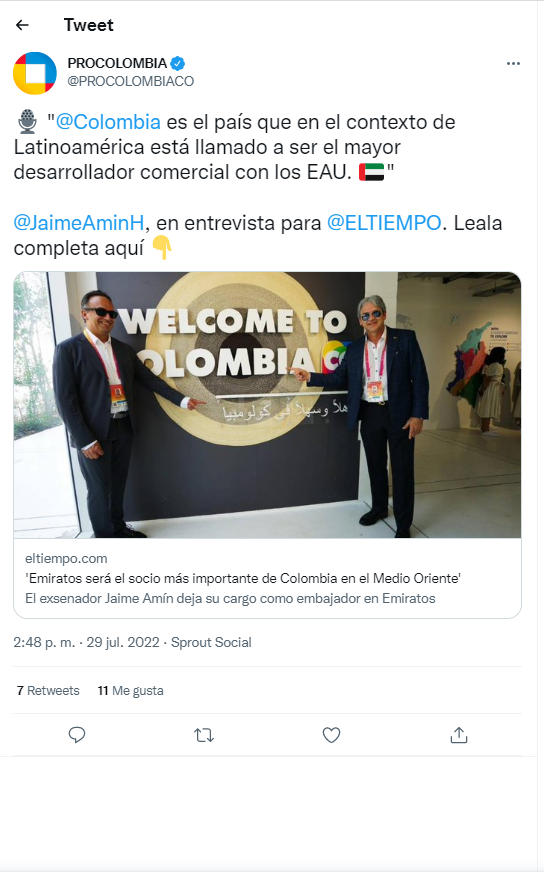 Tweet
PROCOLOMBIA
@PROCOLOMBIACO
"@Colombia es el país que en el contexto de
Latinoamérica está llamado a ser el mayor
desarrollador comercial con los EAU. "
@JaimeAminH, en entrevista para @ELTIEMPO. Leala
completa aquí
WELCOME TO
OLOMBIA CO
هلاً وسهلاً في كولومبيا
eltiempo.com
'Emiratos será el socio más importante de Colombia en el Medio Oriente'
El exsenador Jaime Amín deja su cargo como embajador en Emiratos
2:48 p. m. · 29 jul. 2022 · Sprout Social
7 Retweets 11 Me gusta